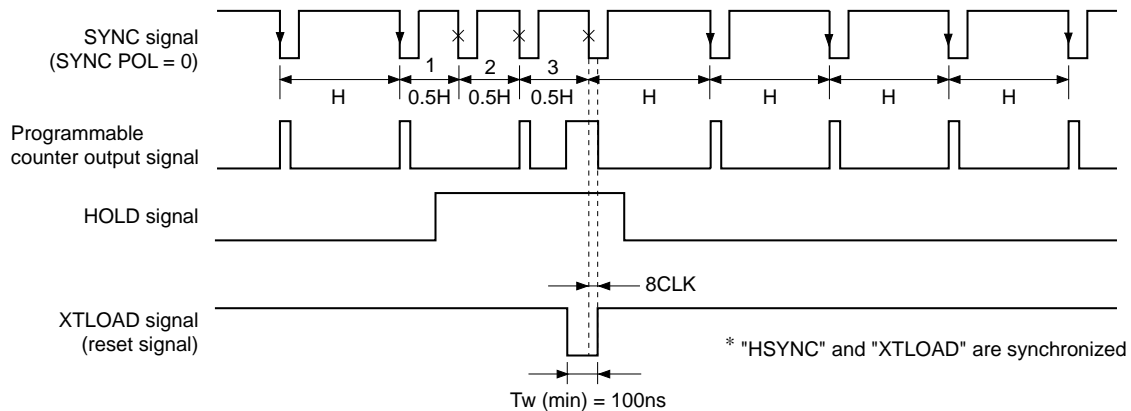 SYNC signal
(SYNC POL = 0)
1
2
3
H
0.5H
0.5H
0.5H
H
H
H
H
Programmable
counter output signal
HOLD signal
8CLK
XTLOAD signal
(reset signal)
* "HSYNC" and "XTLOAD" are synchronized
Tw (min) = 100ns